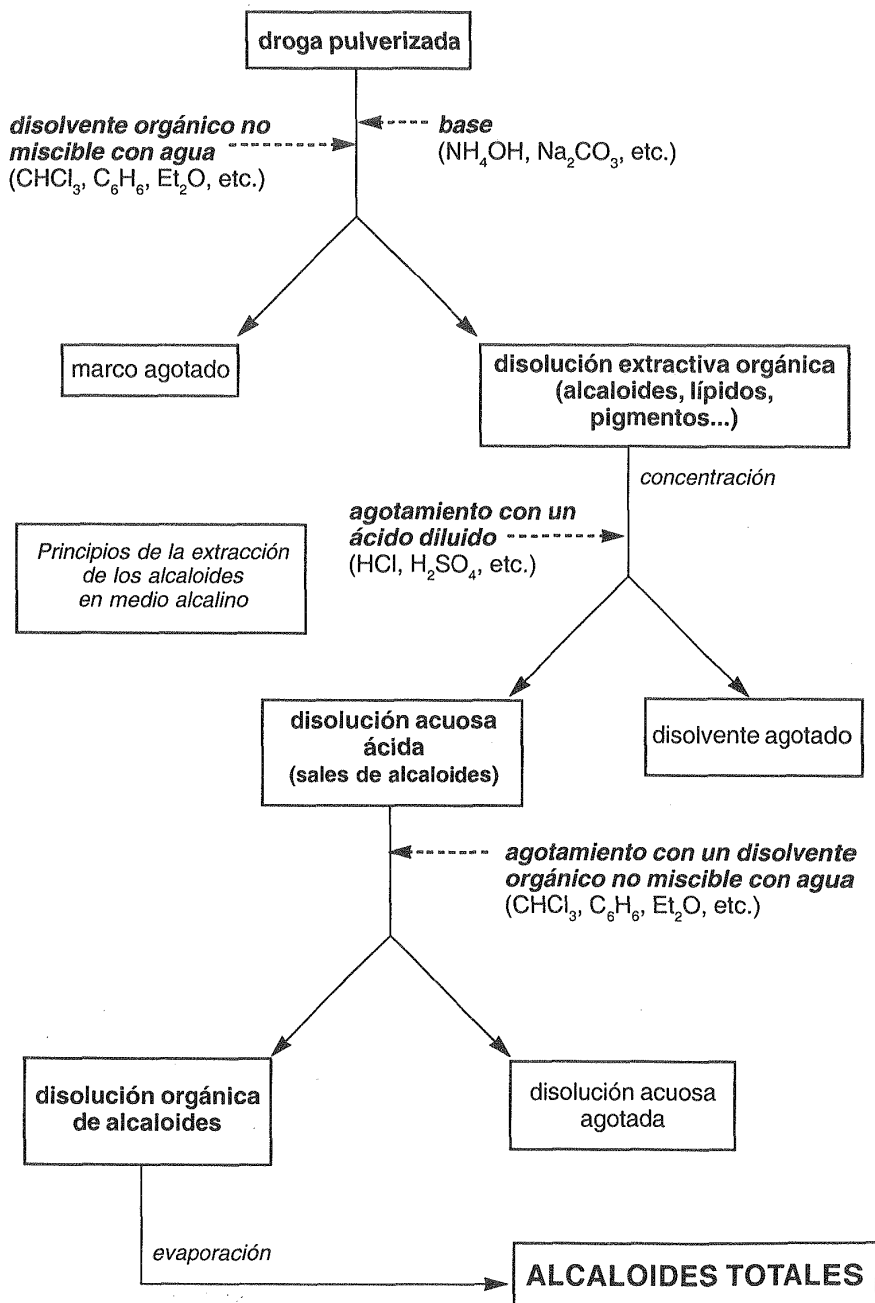 droga pulverizada
disolvente orgánico no
miscible con agua
(CHCl₃, C₆H₆, Et₂O, etc.)
base
(NH₄OH, Na₂CO₃, etc.)
marco agotado
disolución extractiva orgánica
(alcaloides, lípidos,
pigmentos...)
concentración
agotamiento con un
ácido diluido
(HCl, H₂SO₄, etc.)
Principios de la extracción
de los alcaloides
en medio alcalino
disolución acuosa
ácida
(sales de alcaloides)
disolvente agotado
agotamiento con un disolvente
orgánico no miscible con agua
(CHCl₃, C₆H₆, Et₂O, etc.)
disolución orgánica
de alcaloides
disolución acuosa
agotada
evaporación
ALCALOIDES TOTALES